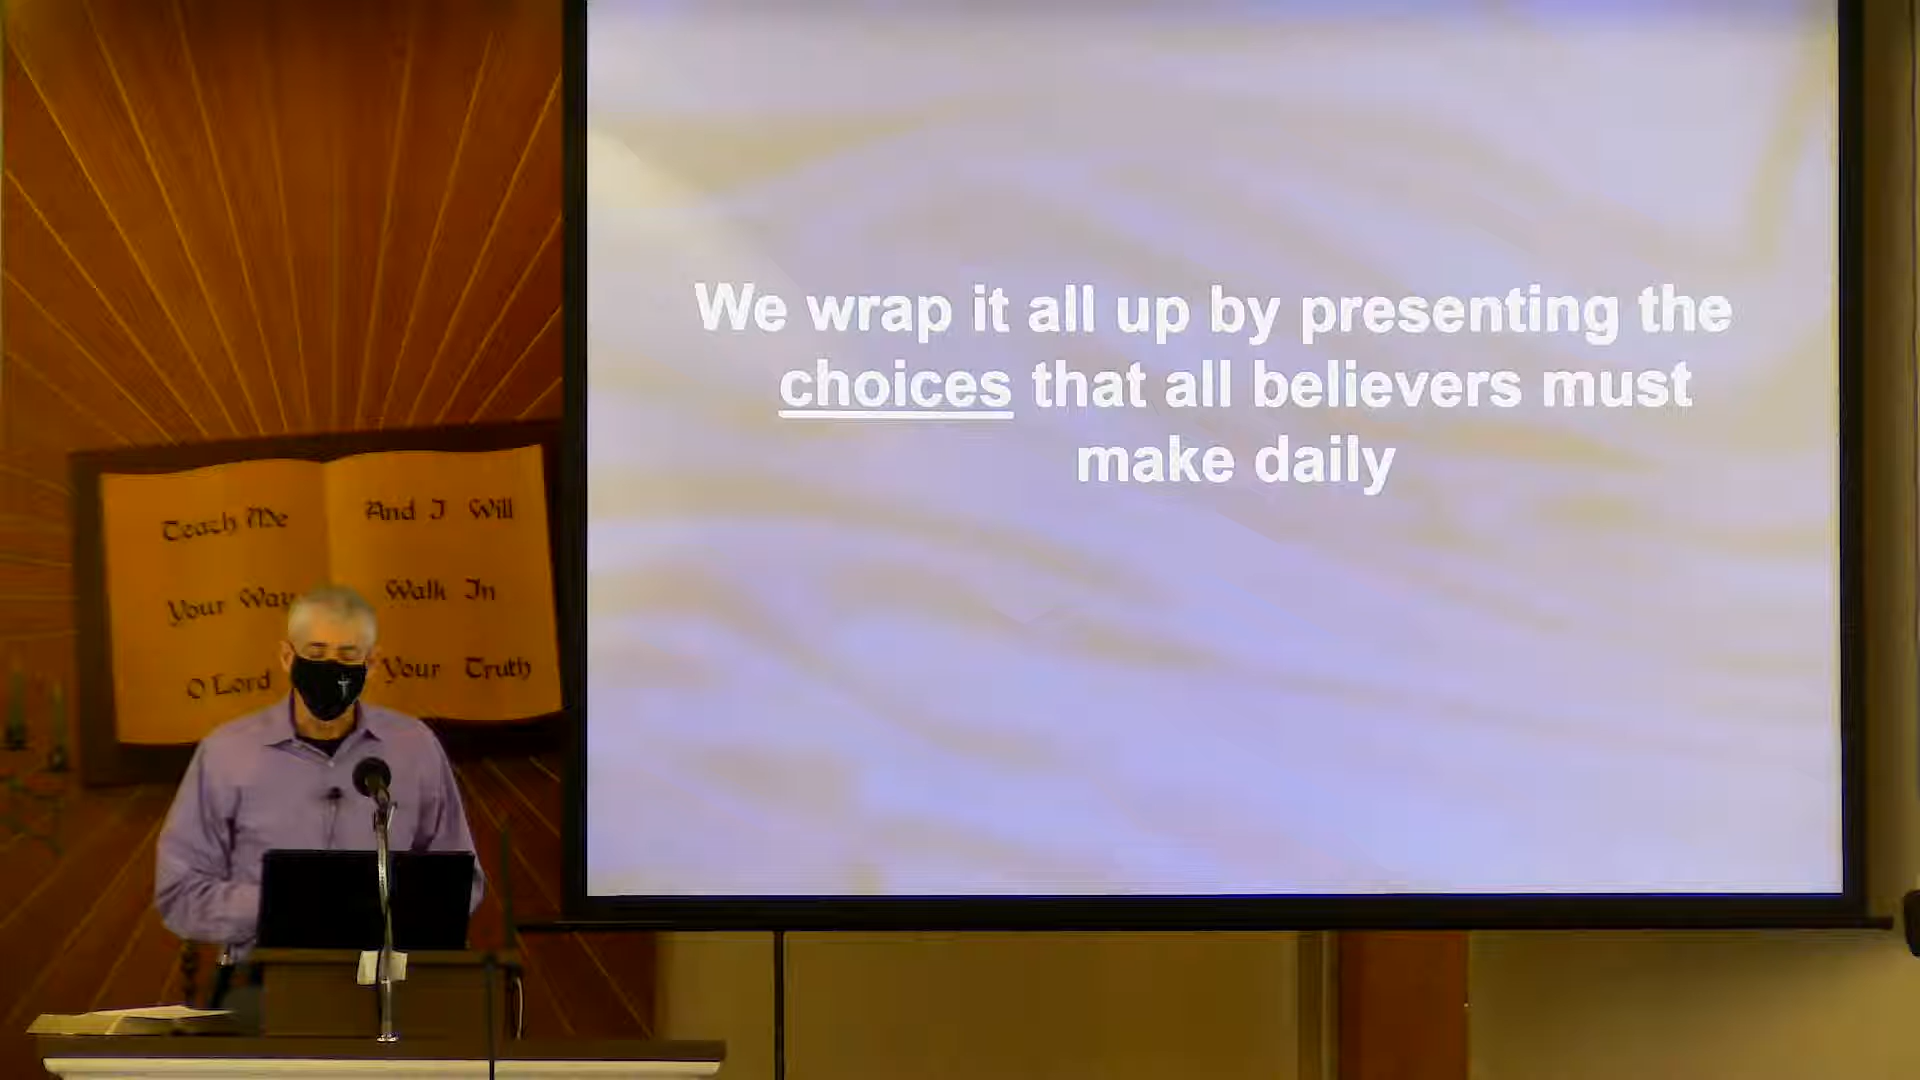 We wrap it all up by presenting the
choices that all believers must
make daily
Teach Me
Your Way
O Lord
And I Will
Walk In
Your Truth